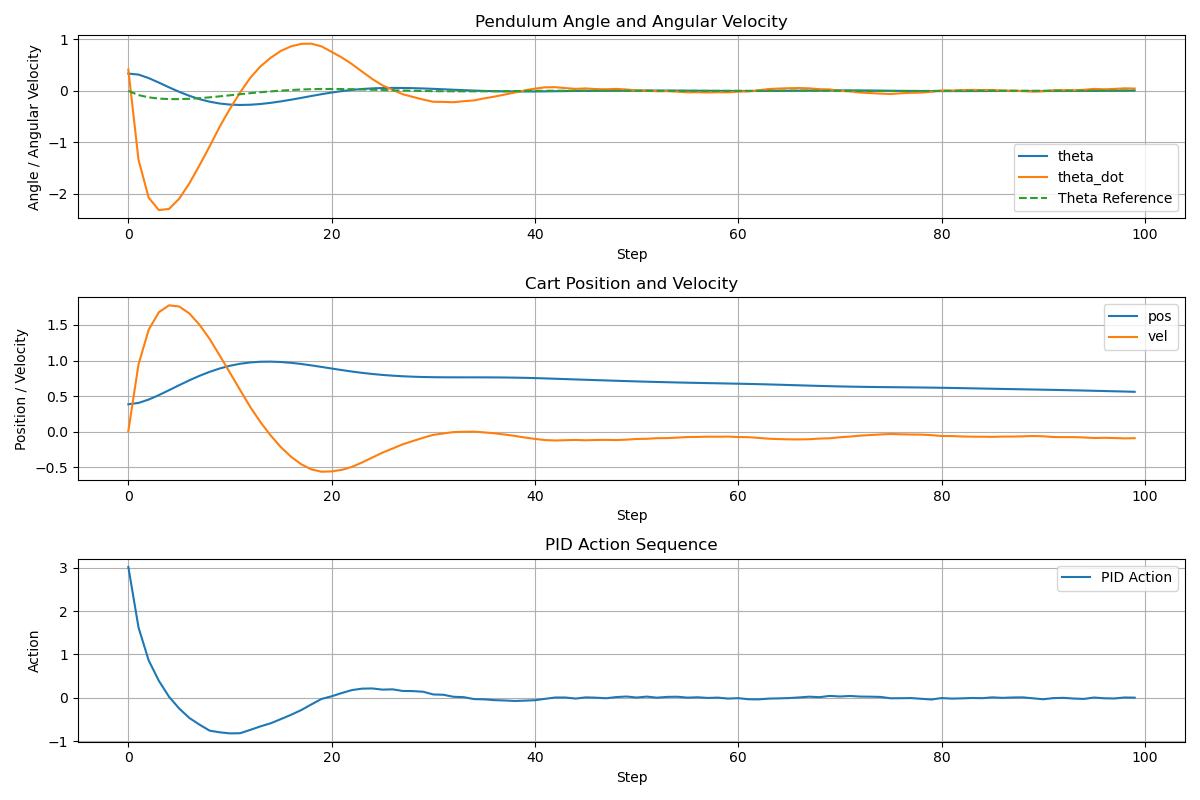 Pendulum Angle and Angular Velocity
Angle / Angular Velocity
1
0
−1
−2
theta
theta_dot
Theta Reference
0 20 40 60 80 100
Step
Cart Position and Velocity
Position / Velocity
1.5
1.0
0.5
0.0
−0.5
pos
vel
0 20 40 60 80 100
Step
PID Action Sequence
Action
3
2
1
0
−1
PID Action
0 20 40 60 80 100
Step